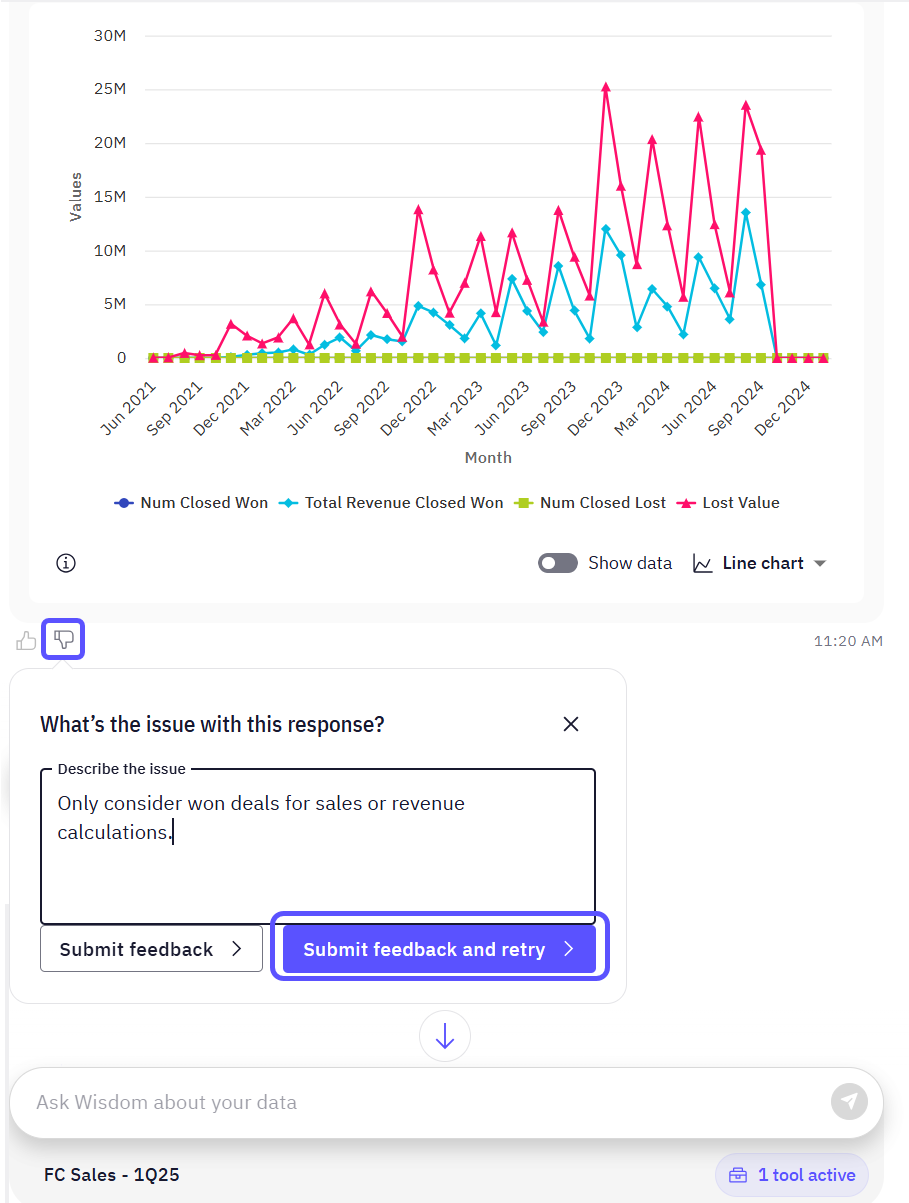 30M
25M
20M
15M
10M
5M
0
Values
Jun 2021
Sep 2021
Dec 2021
Mar 2022
Jun 2022
Sep 2022
Dec 2022
Mar 2023
Jun 2023
Sep 2023
Dec 2023
Mar 2024
Jun 2024
Sep 2024
Dec 2024
Month
Num Closed Won Total Revenue Closed Won Num Closed Lost Lost Value
Show data Line chart
11:20 AM
What's the issue with this response?
Describe the issue
Only consider won deals for sales or revenue
calculations.
Submit feedback Submit feedback and retry
Ask Wisdom about your data
FC Sales - 1Q25 1 tool active